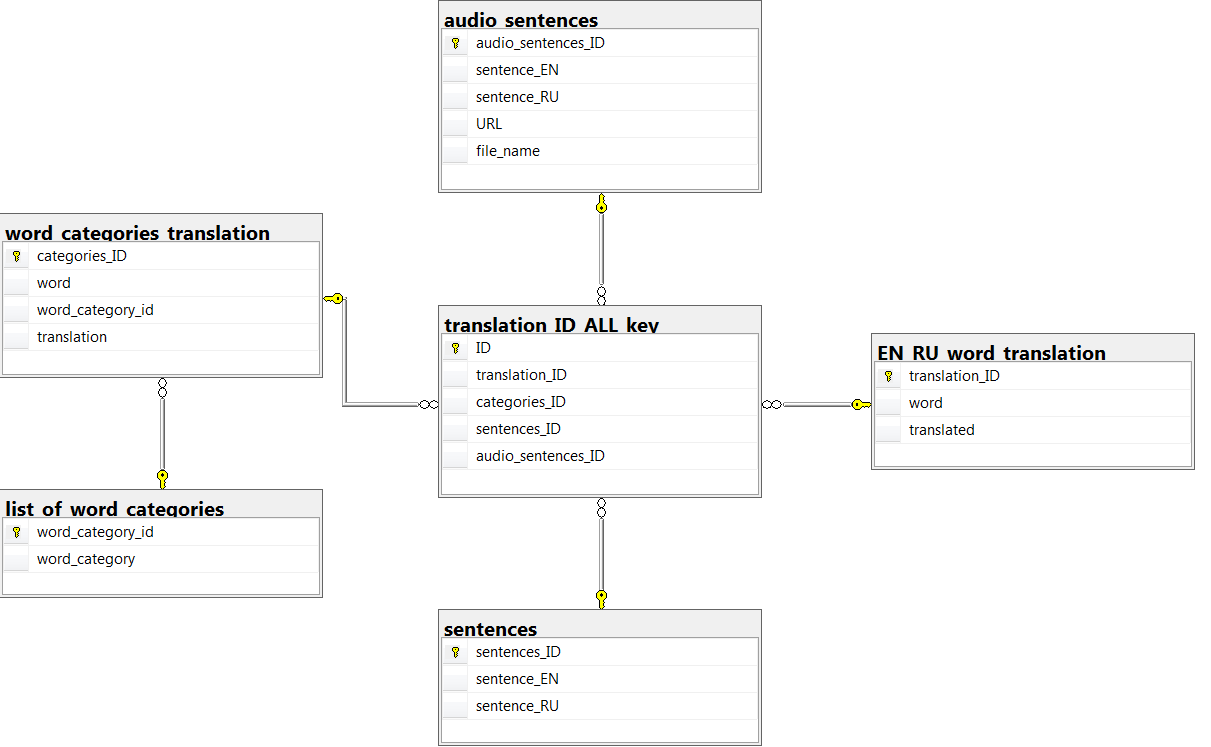 audio_sentences
audio_sentences_ID
sentence_EN
sentence_RU
URL
file_name
word_categories_translation
categories_ID
word
word_category_id
translation
list_of_word_categories
word_category_id
word_category
translation_ID_ALL_key
ID
translation_ID
categories_ID
sentences_ID
audio_sentences_ID
EN_RU_word_translation
translation_ID
word
translated
sentences
sentences_ID
sentence_EN
sentence_RU